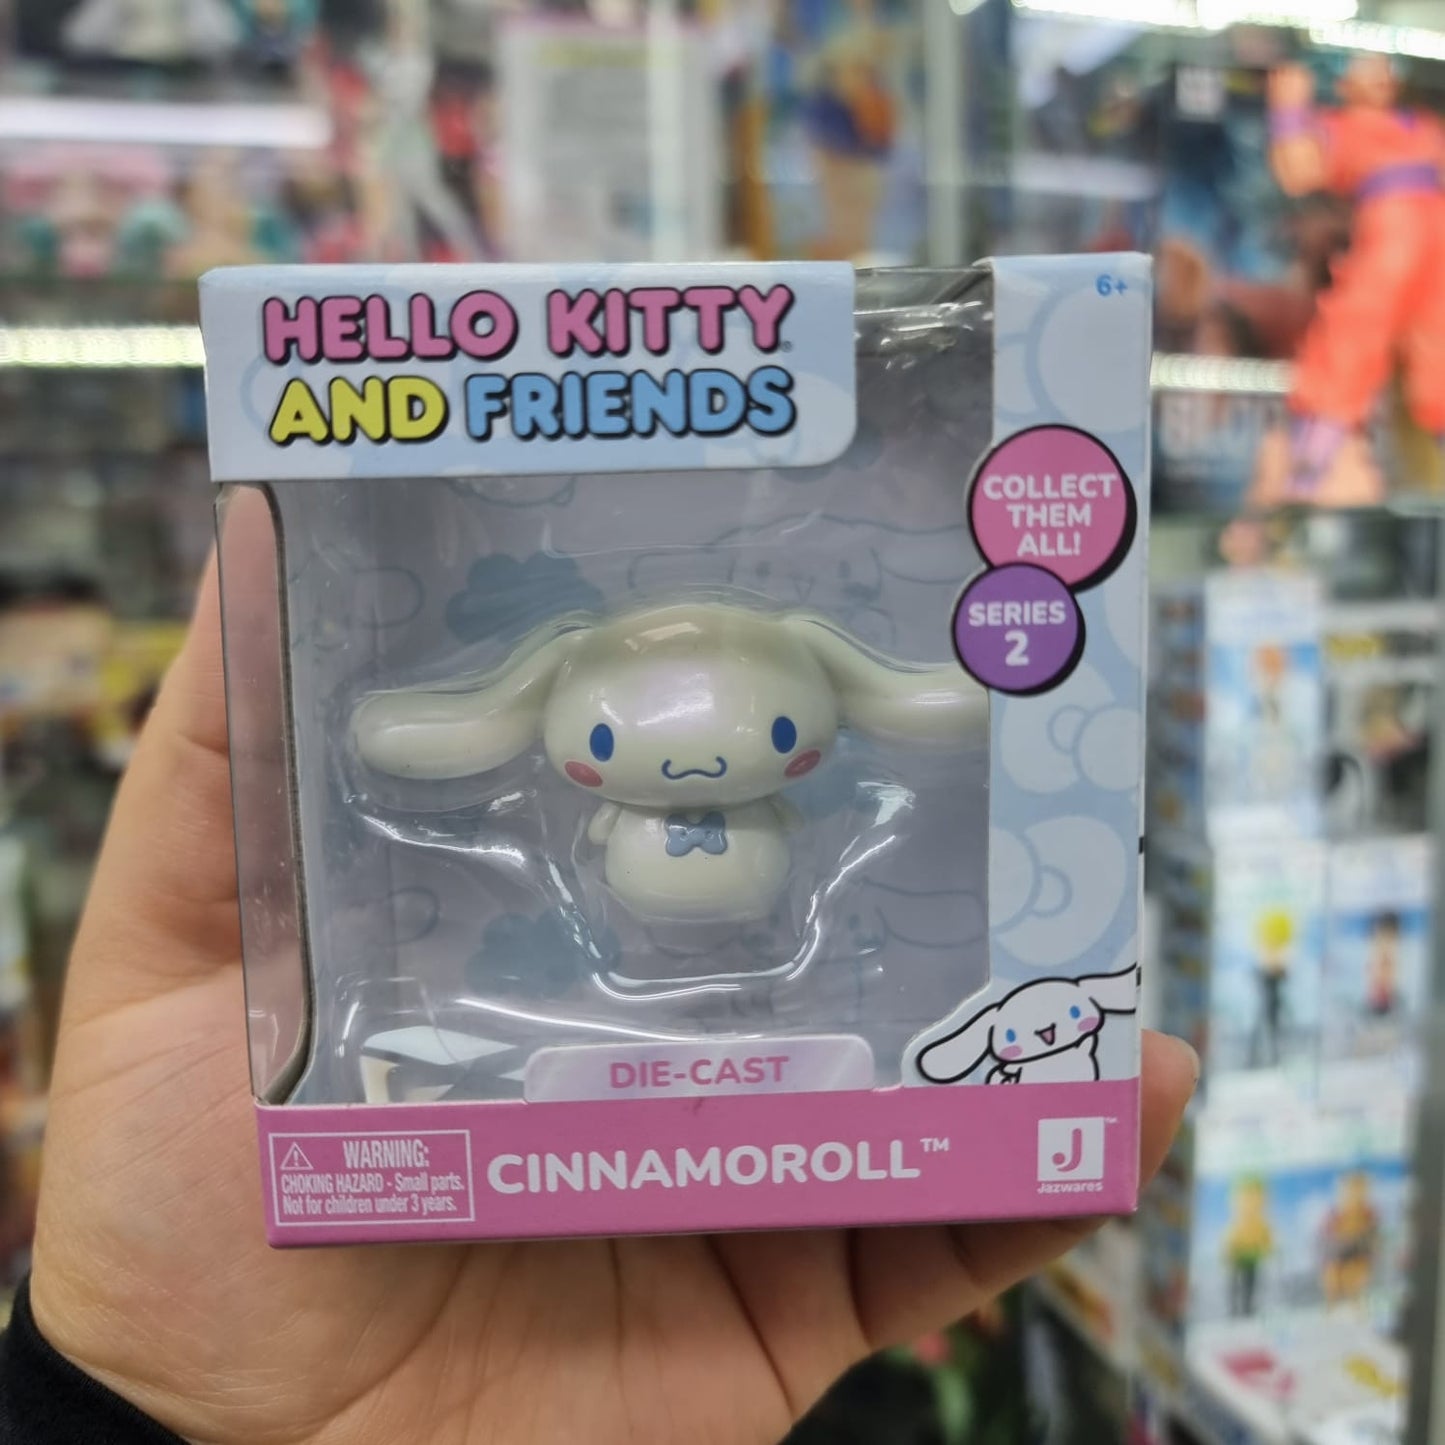 HELLO KITTY
AND FRIENDS
6+
COLLECT
THEM
ALL!
SERIES
2
DIE-CAST
WARNING:
CHOKING HAZARD - Small parts.
Not for children under 3 years.
CINNAMOROLL™
J™
Jazwares